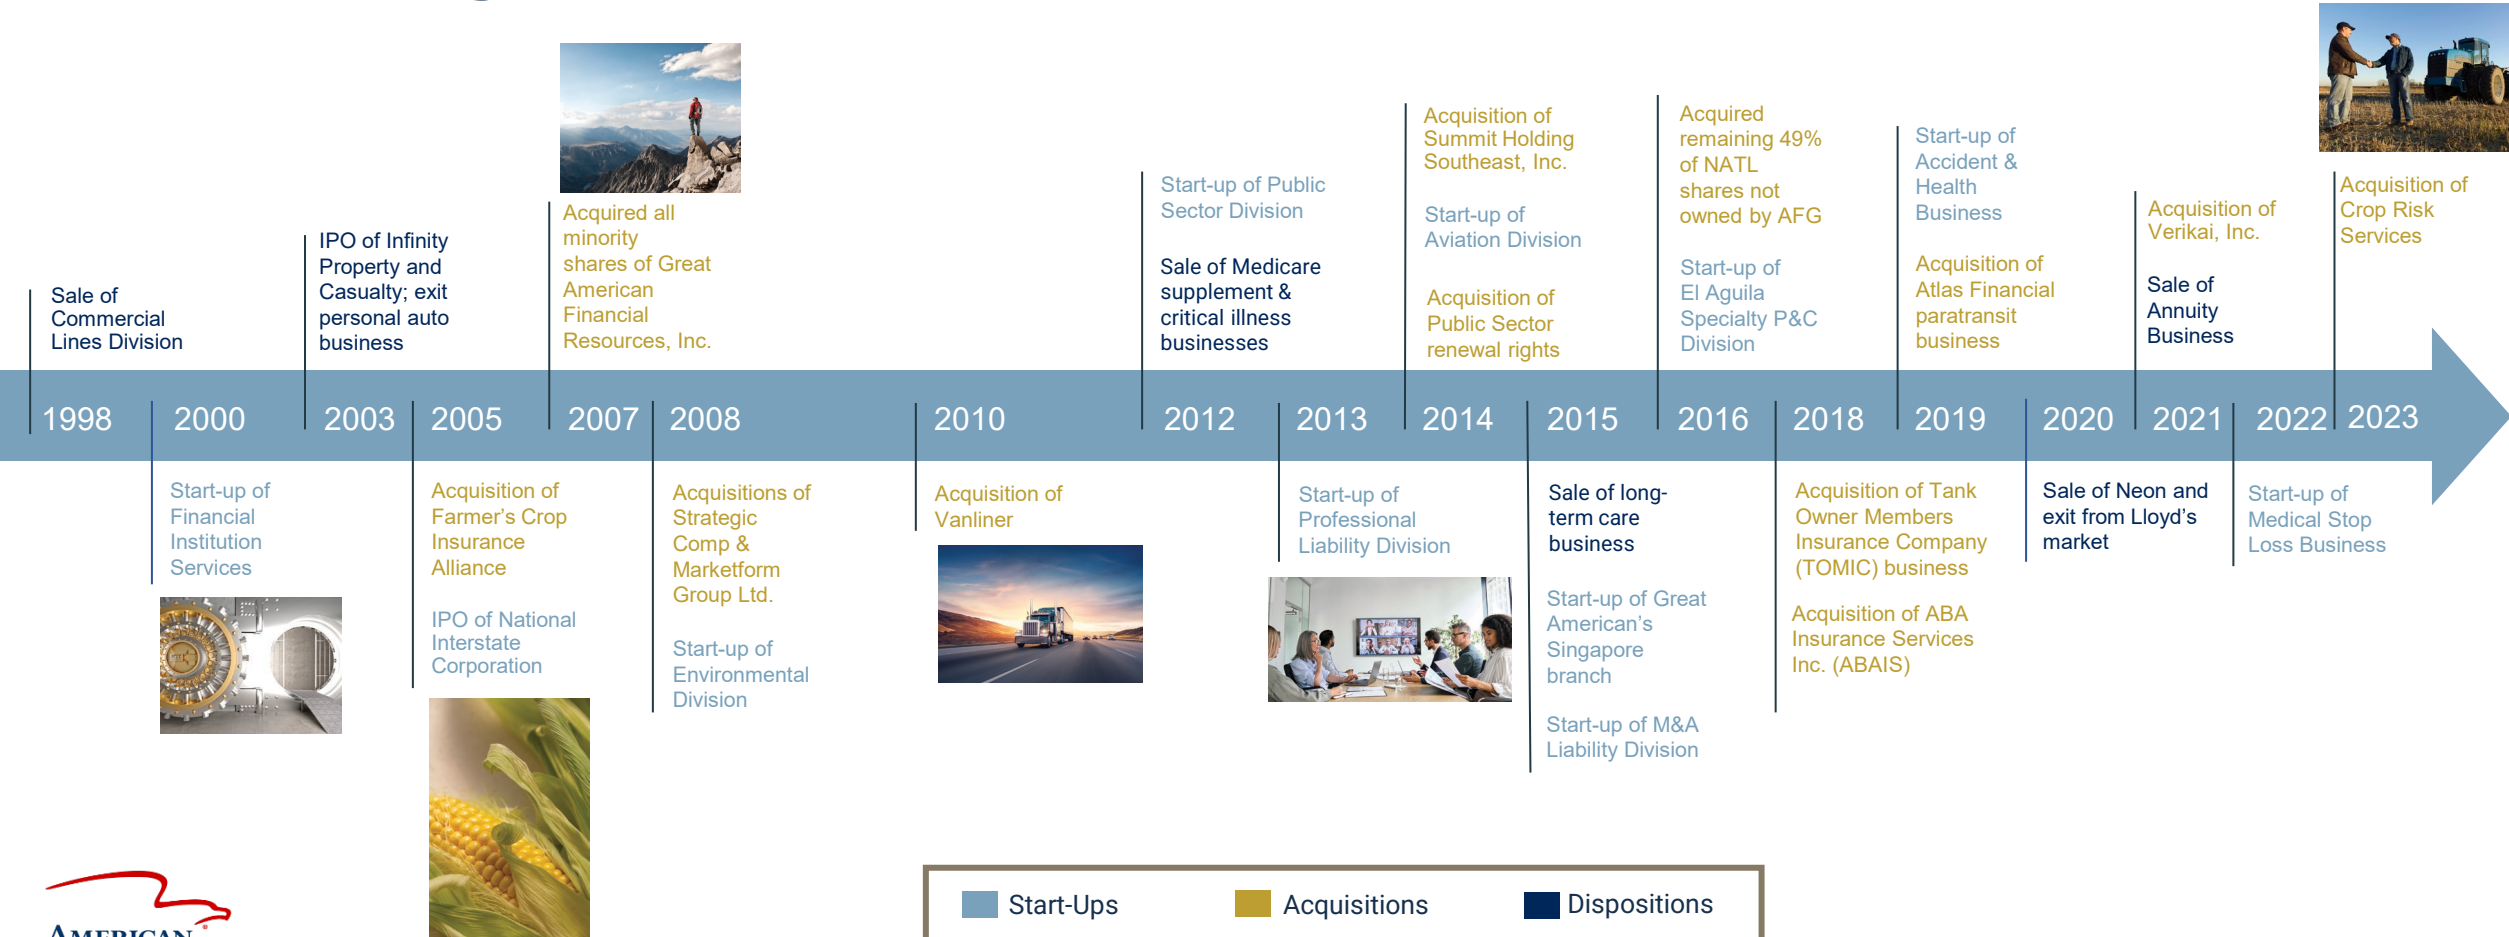 Sale of
Commercial
Lines Division
IPO of Infinity
Property and
Casualty; exit
personal auto
business
Acquired all
minority
shares of Great
American
Financial
Resources, Inc.
Start-up of Public
Sector Division
Sale of Medicare
supplement &
critical illness
businesses
Acquisition of
Summit Holding
Southeast, Inc.
Start-up of
Aviation Division
Acquisition of
Public Sector
renewal rights
Acquired
remaining 49%
of NATL
shares not
owned by AFG
Start-up of
El Aguila
Specialty P&C
Division
Start-up of
Accident &
Health
Business
Acquisition of
Atlas Financial
paratransit
business
Acquisition of
Verikai, Inc.
Sale of
Annuity
Business
Acquisition of
Crop Risk
Services
1998 2000 2003 2005 2007 2008 2010 2012 2013 2014 2015 2016 2018 2019 2020 2021 2022 2023
Start-up of
Financial
Institution
Services
Acquisition of
Farmer’s Crop
Insurance
Alliance
IPO of National
Interstate
Corporation
Acquisitions of
Strategic
Comp &
Marketform
Group Ltd.
Start-up of
Environmental
Division
Acquisition of
Vanliner
Start-up of
Professional
Liability Division
Sale of long-
term care
business
Start-up of Great
American’s
Singapore
branch
Start-up of M&A
Liability Division
Acquisition of Tank
Owner Members
Insurance Company
(TOMIC) business
Acquisition of ABA
Insurance Services
Inc. (ABAIS)
Sale of Neon and
exit from Lloyd’s
market
Start-up of
Medical Stop
Loss Business
AMERICAN®
Start-Ups Acquisitions Dispositions